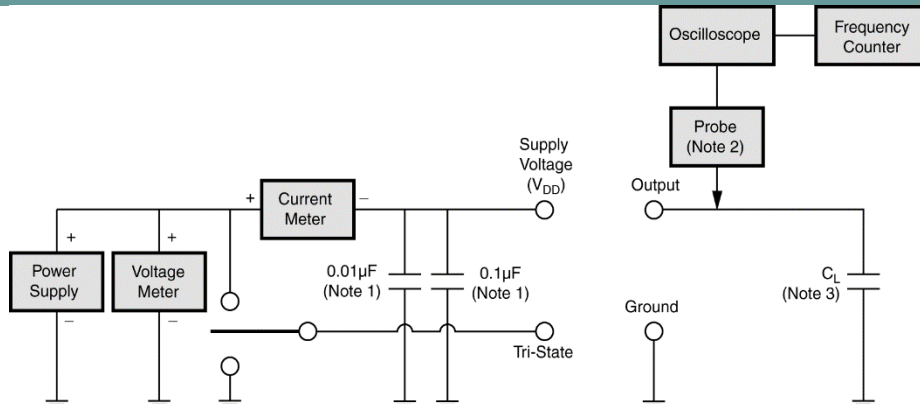 Oscilloscope
Frequency
Counter
Probe
(Note 2)
Supply
Voltage
(VDD)
Output
+
Current
Meter
–
+
+
Power
Supply
Voltage
Meter
–
–
0.01µF
(Note 1)
0.1µF
(Note 1)
CL
(Note 3)
Ground
Tri-State